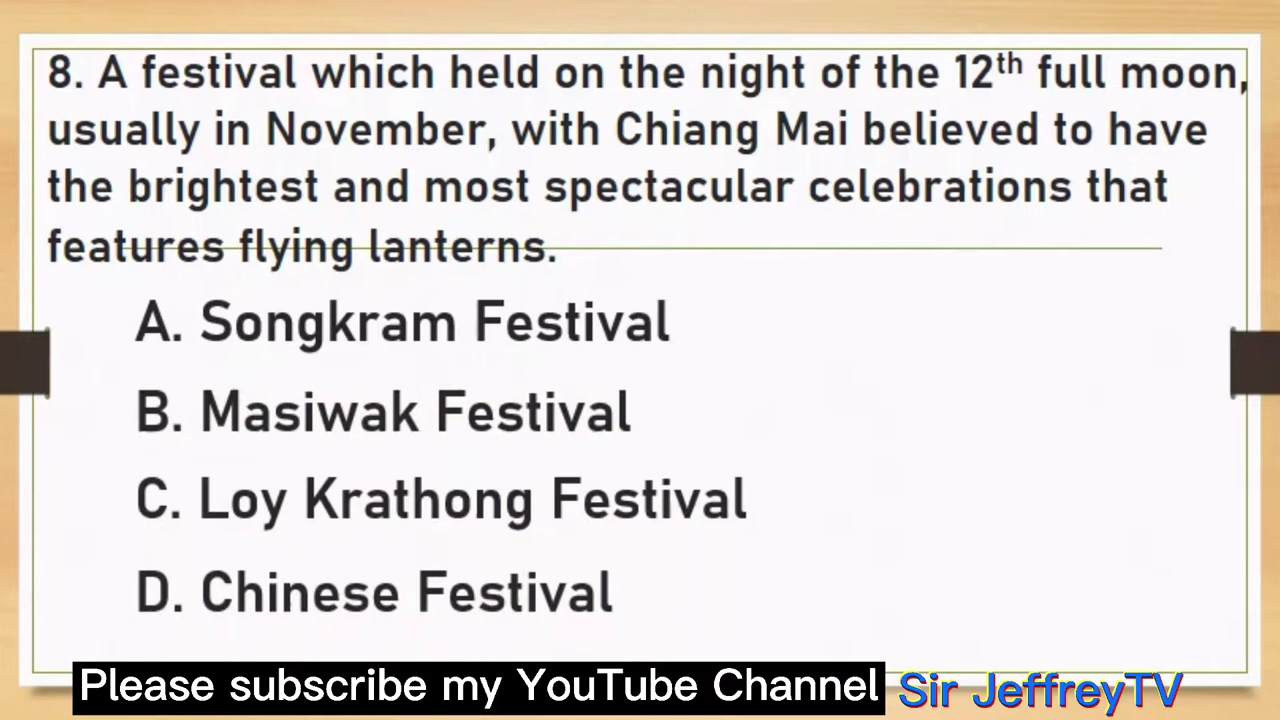 8. A festival which held on the night of the 12th full moon,
usually in November, with Chiang Mai believed to have
the brightest and most spectacular celebrations that
features flying lanterns.
A. Songkram Festival
B. Masiwak Festival
C. Loy Krathong Festival
D. Chinese Festival
Please subscribe my YouTube Channel Sir JeffreyTV